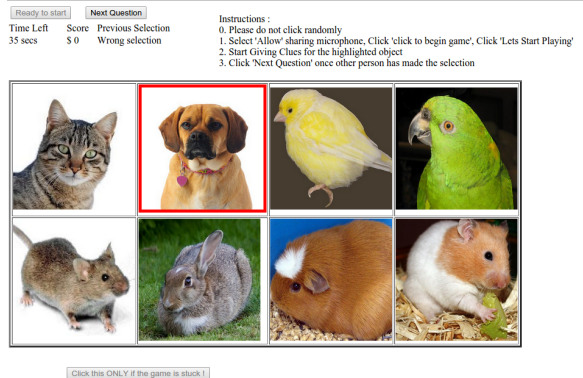 Ready to start Next Question
Time Left Score Previous Selection
35 secs $ 0 Wrong selection
Instructions :
0. Please do not click randomly
1. Select 'Allow' sharing microphone, Click 'click to begin game', Click 'Lets Start Playing'
2. Start Giving Clues for the highlighted object
3. Click 'Next Question' once other person has made the selection
Click this ONLY if the game is stuck !